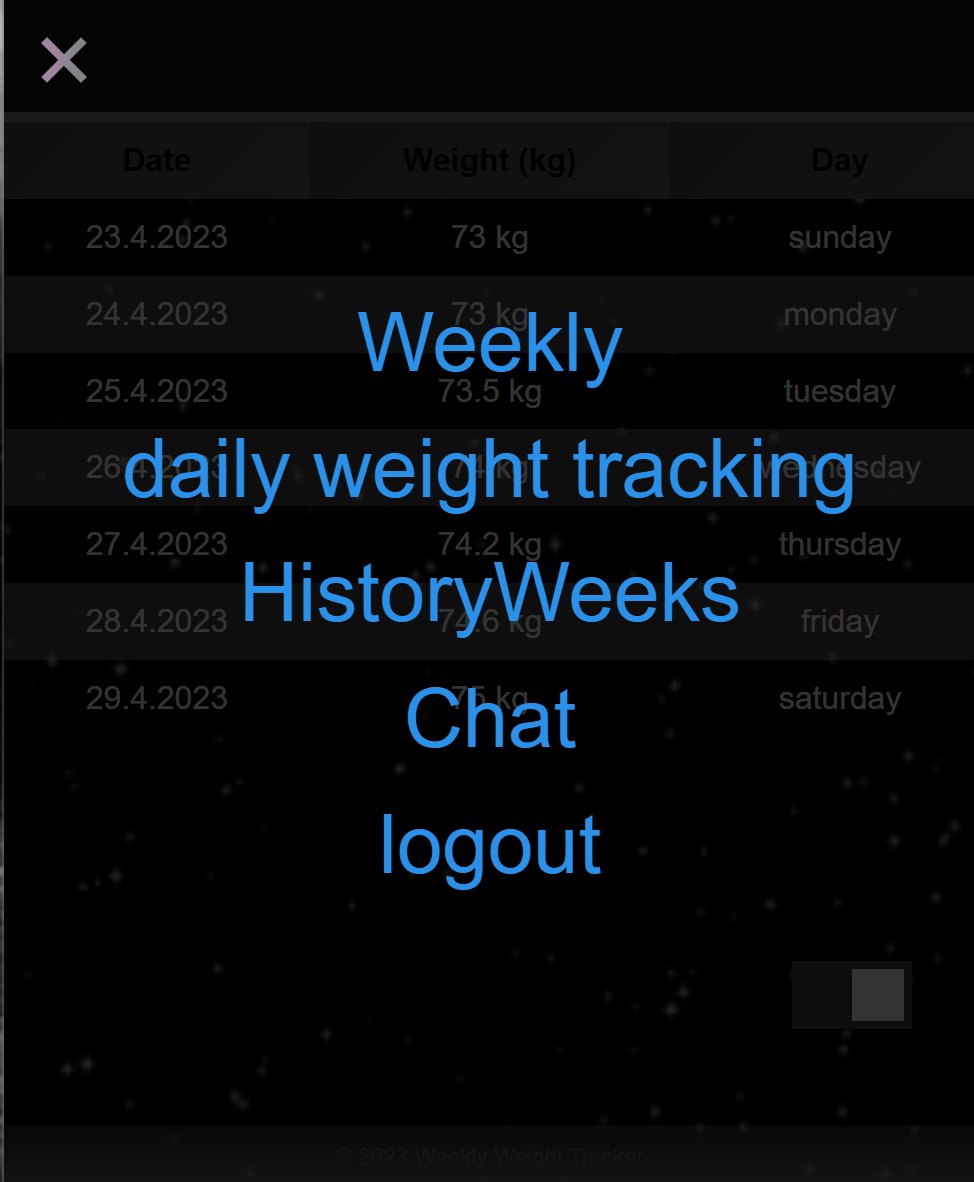 Date Weight (kg) Day
23.4.2023 73 kg sunday
24.4.2023 73 kg monday
Weekly
25.4.2023 73.5 kg tuesday
26.4.2023 74 kg wednesday
daily weight tracking
27.4.2023 74.2 kg thursday
HistoryWeeks
28.4.2023 74.6 kg friday
29.4.2023 75 kg saturday
Chat
logout
© 2023 Weekly Weight Tracker